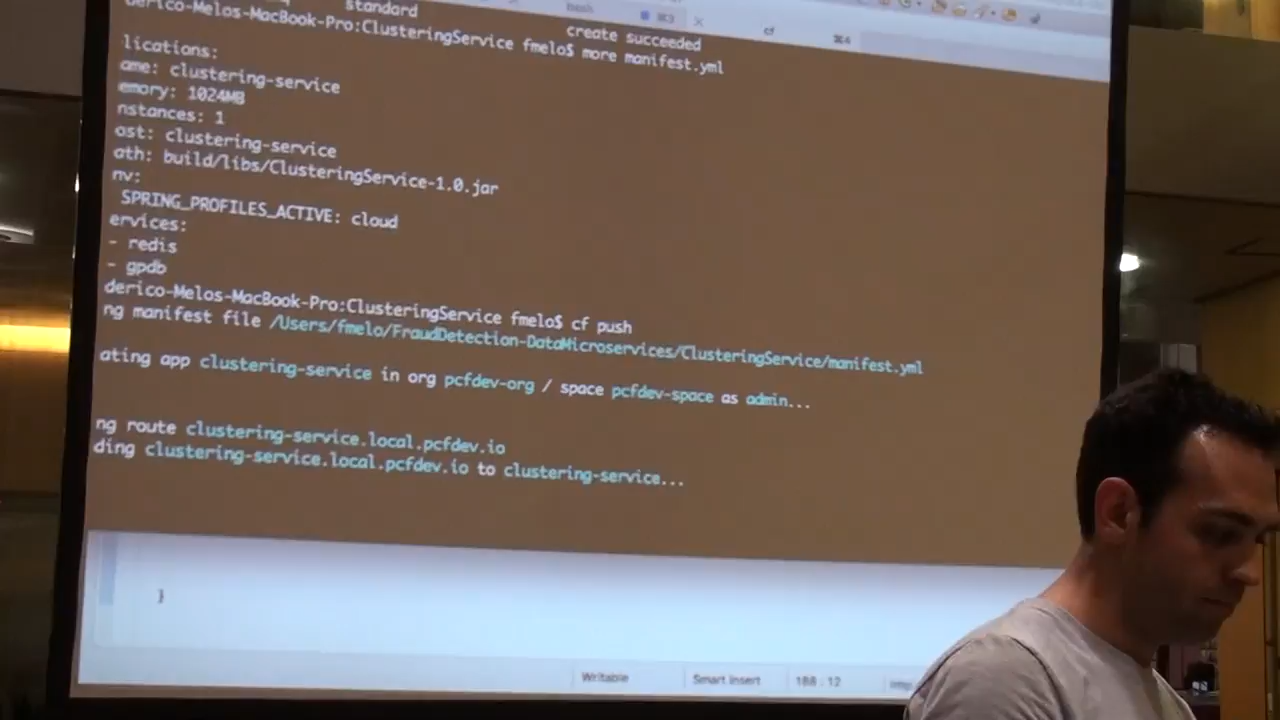 bash
⌘3
cf
⌘4
standard
create succeeded
derico-Melos-MacBook-Pro:ClusteringService fmelo$ more manifest.yml
lications:
ame: clustering-service
emory: 1024MB
nstances: 1
ost: clustering-service
ath: build/libs/ClusteringService-1.0.jar
nv:
SPRING_PROFILES_ACTIVE: cloud
ervices:
- redis
- gpdb
derico-Melos-MacBook-Pro:ClusteringService fmelo$ cf push
ng manifest file /Users/fmelo/FraudDetection-DataMicroservices/ClusteringService/manifest.yml
ating app clustering-service in org pcfdev-org / space pcfdev-space as admin...
ng route clustering-service.local.pcfdev.io
ding clustering-service.local.pcfdev.io to clustering-service...
}
Writable
Smart Insert
188 : 12